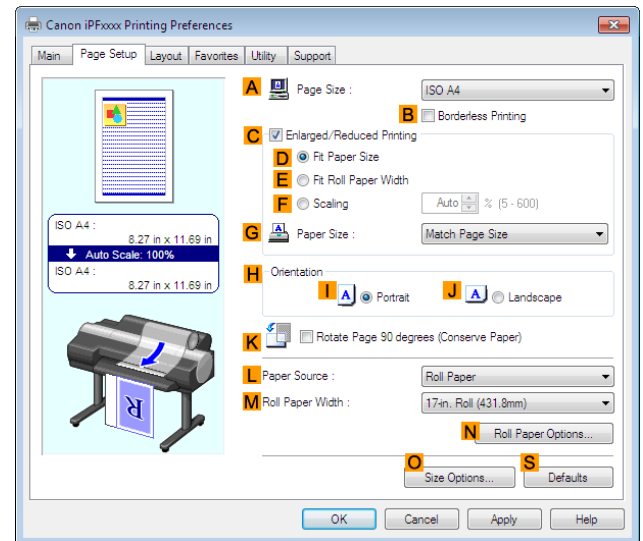 Canon iPFxxxx Printing Preferences
Main Page Setup Layout Favorites Utility Support
A Page Size : ISO A4
B Borderless Printing
C Enlarged/Reduced Printing
D Fit Paper Size
E Fit Roll Paper Width
F Scaling Auto % (5 - 600)
G Paper Size : Match Page Size
ISO A4 :
8.27 in x 11.69 in
Auto Scale: 100%
ISO A4 :
8.27 in x 11.69 in
H Orientation
I A Portrait J A Landscape
K Rotate Page 90 degrees (Conserve Paper)
L Paper Source : Roll Paper
M Roll Paper Width : 17-in. Roll (431.8mm)
R
N Roll Paper Options...
O Size Options... S Defaults
OK Cancel Apply Help